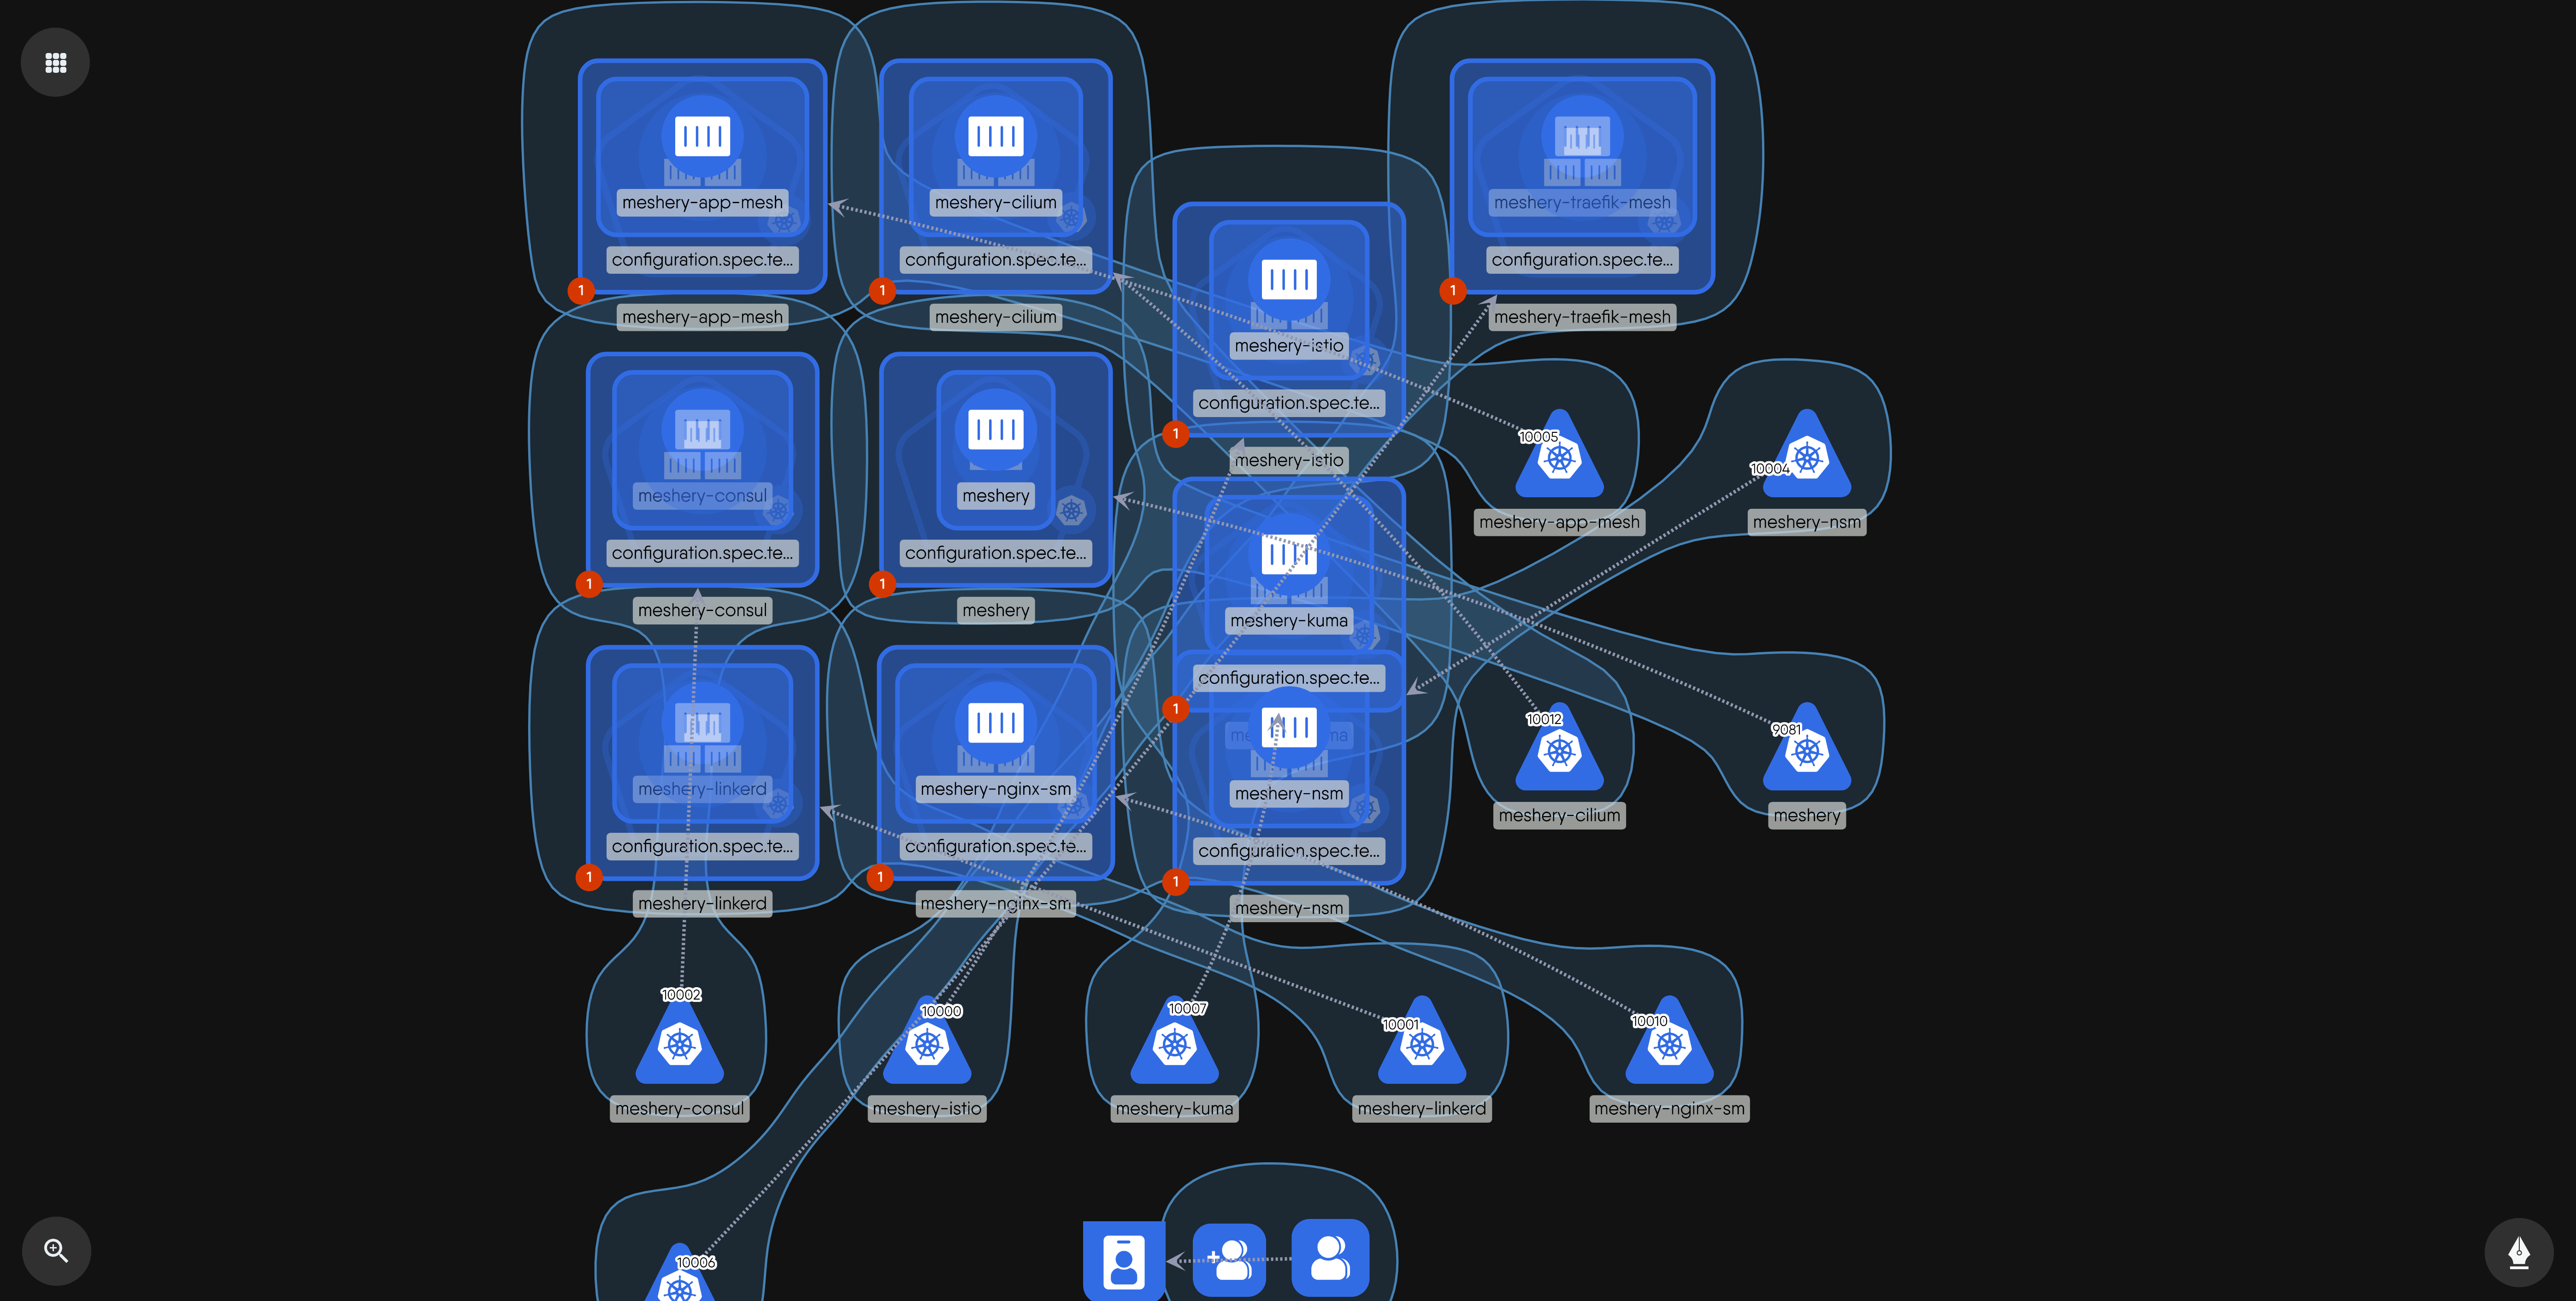 meshery-app-mesh
configuration.spec.te...
1
meshery-app-mesh
meshery-cilium
configuration.spec.te...
1
meshery-cilium
meshery-istio
configuration.spec.te...
1
meshery-istio
meshery-traefik-mesh
configuration.spec.te...
1
meshery-traefik-mesh
meshery-consul
configuration.spec.te...
1
meshery-consul
meshery
configuration.spec.te...
1
meshery
meshery-kuma
configuration.spec.te...
1
10005
meshery-app-mesh
10004
meshery-nsm
meshery-linkerd
configuration.spec.te...
1
meshery-linkerd
meshery-nginx-sm
configuration.spec.te...
1
meshery-nginx-sm
meshery-nsm
configuration.spec.te...
1
meshery-nsm
10012
meshery-cilium
9081
meshery
10002
meshery-consul
10000
meshery-istio
10007
meshery-kuma
10001
meshery-linkerd
10010
meshery-nginx-sm
10006